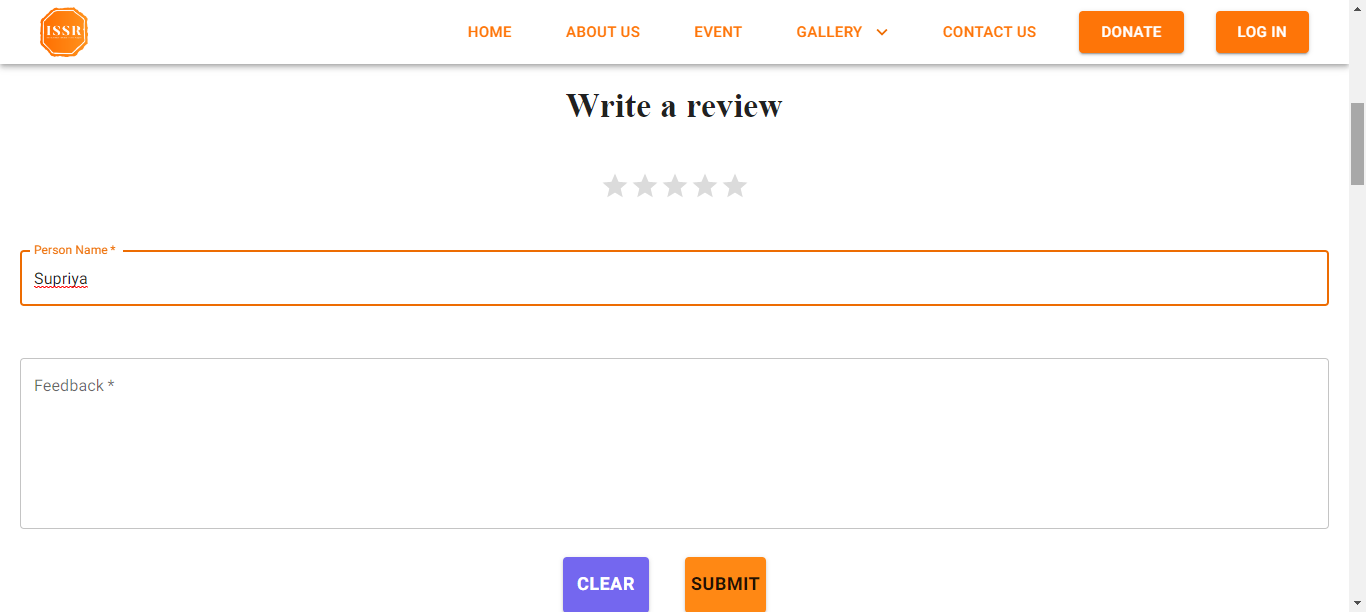 ISSR
HOME ABOUT US EVENT GALLERY CONTACT US DONATE LOG IN
Write a review
Person Name *
Supriya
Feedback *
CLEAR SUBMIT